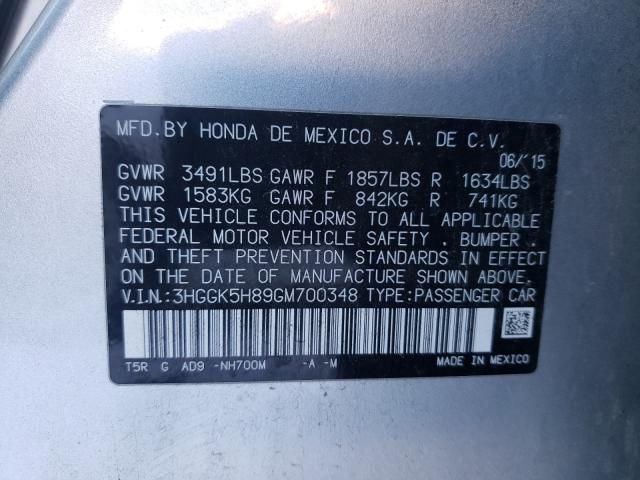 MFD.BY HONDA DE MEXICO S.A. DE C.V.
06/'15
GVWR 3491LBS GAWR F 1857LBS R 1634LBS
GVWR 1583KG GAWR F 842KG R 741KG
THIS VEHICLE CONFORMS TO ALL APPLICABLE
FEDERAL MOTOR VEHICLE SAFETY . BUMPER .
AND THEFT PREVENTION STANDARDS IN EFFECT
ON THE DATE OF MANUFACTURE SHOWN ABOVE.
V.I.N.:3HGGK5H89GM700348 TYPE:PASSENGER CAR
T5R G AD9 -NH700M -A -M MADE IN MEXICO